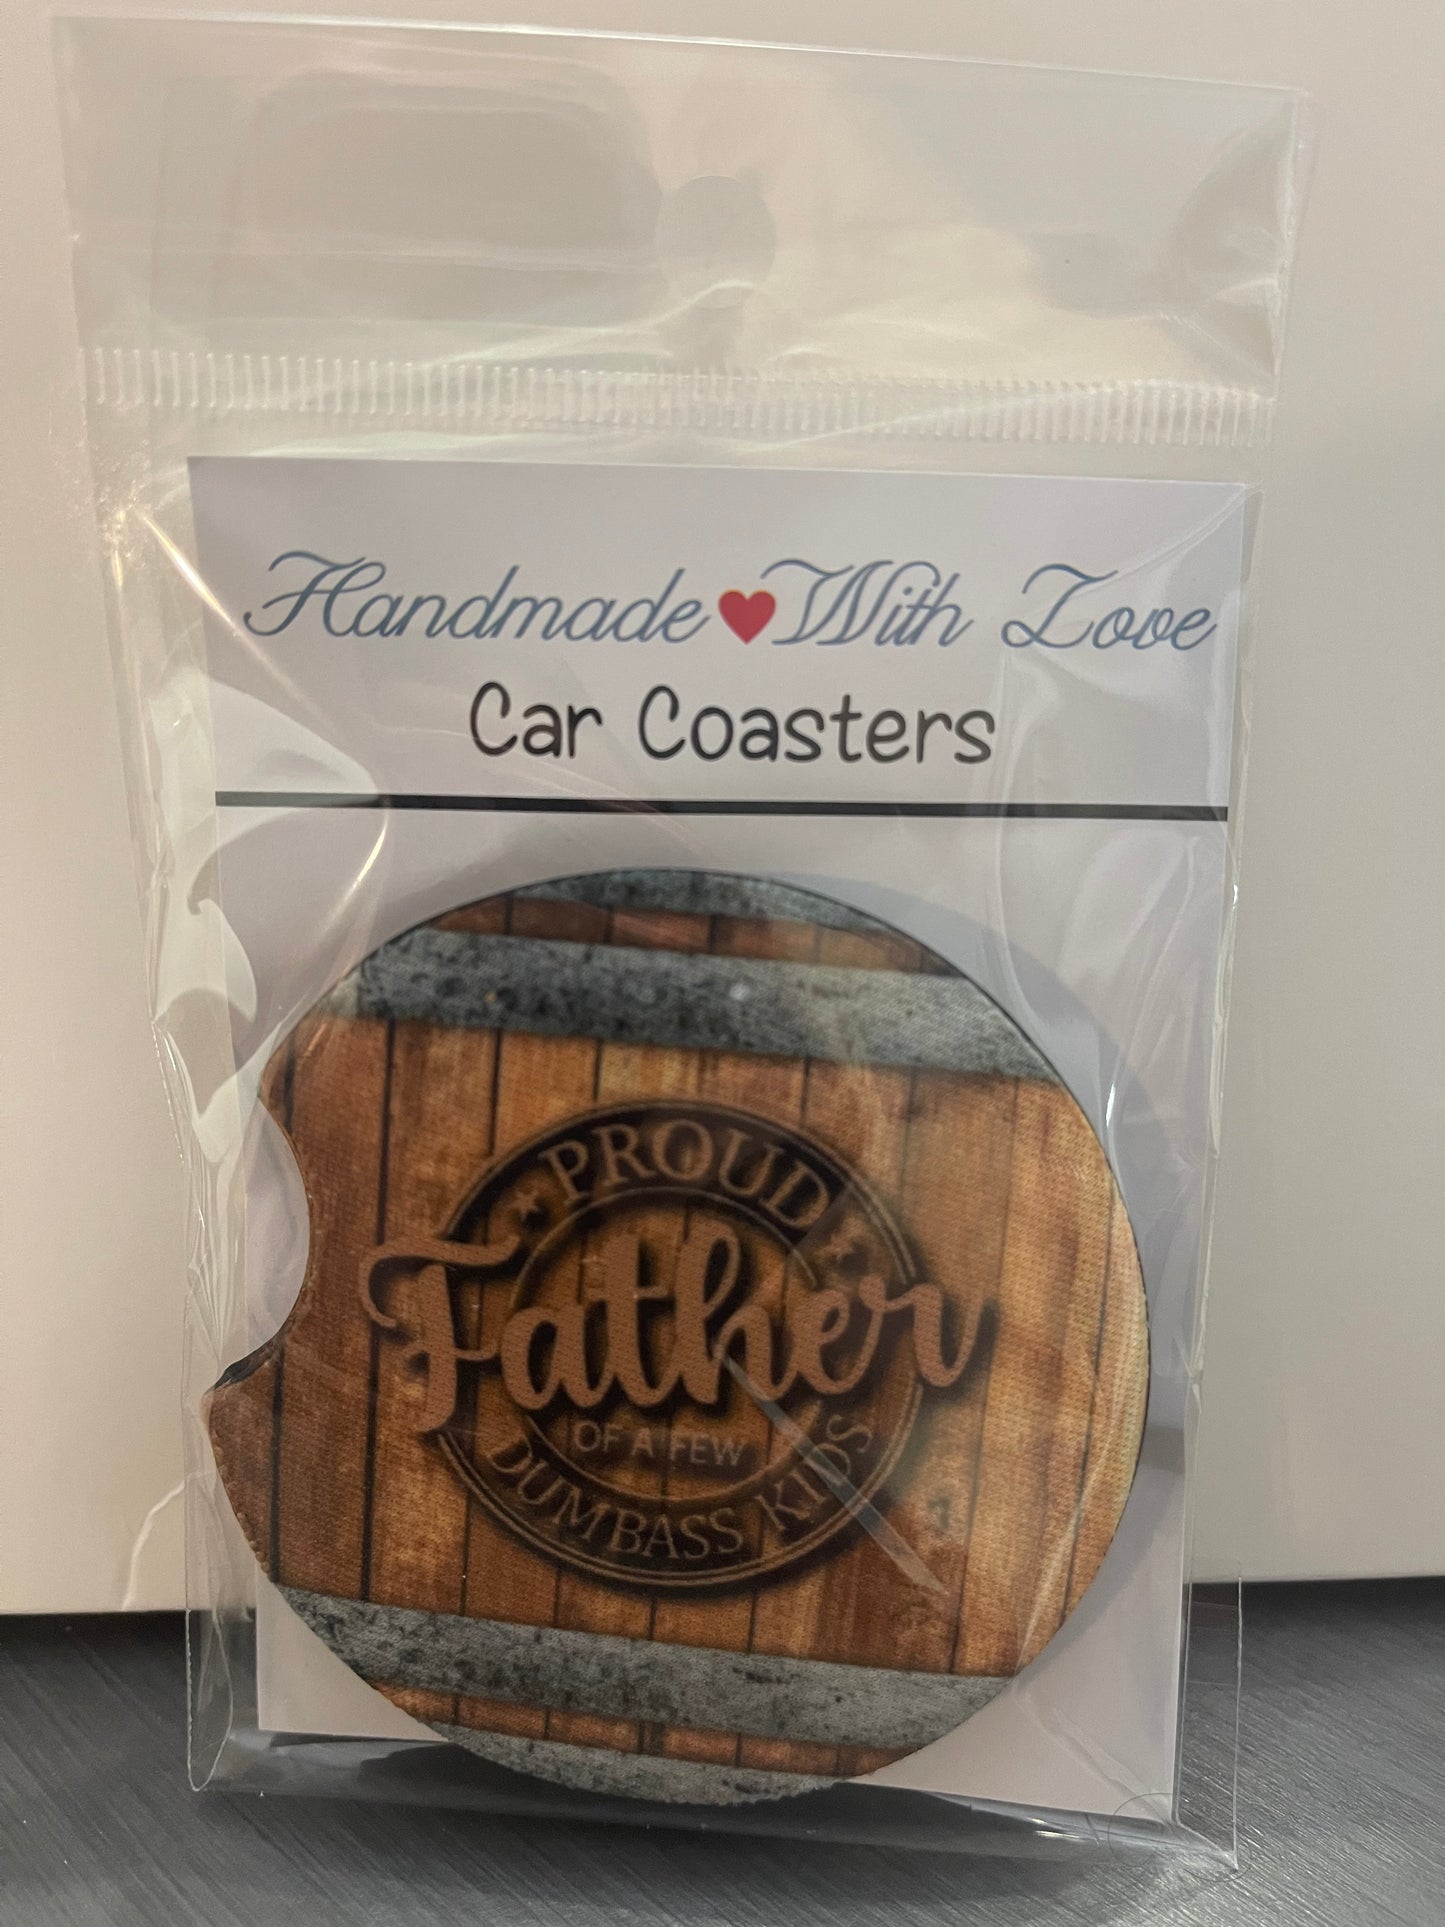 Handmade ❤ With Love
Car Coasters
PROUD
Father
OF A FEW
DUMBASS KIDS